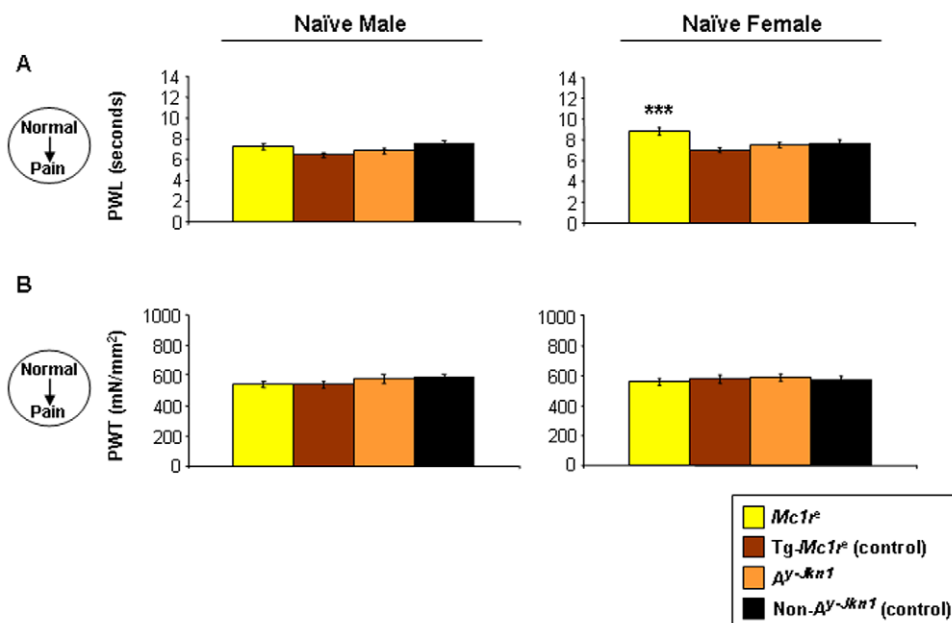 Naïve Male
Naïve Female
A
Normal
Pain
PWL (seconds)
14
12
10
8
6
4
2
0
14
12
10
8
6
4
2
0
***
B
Normal
Pain
PWT (mN/mm²)
1000
800
600
400
200
0
1000
800
600
400
200
0
Mc1rᵉ
Tg-Mc1rᵉ (control)
Aʸ⁻ᴶᵏⁿ¹
Non-Aʸ⁻ᴶᵏⁿ¹ (control)